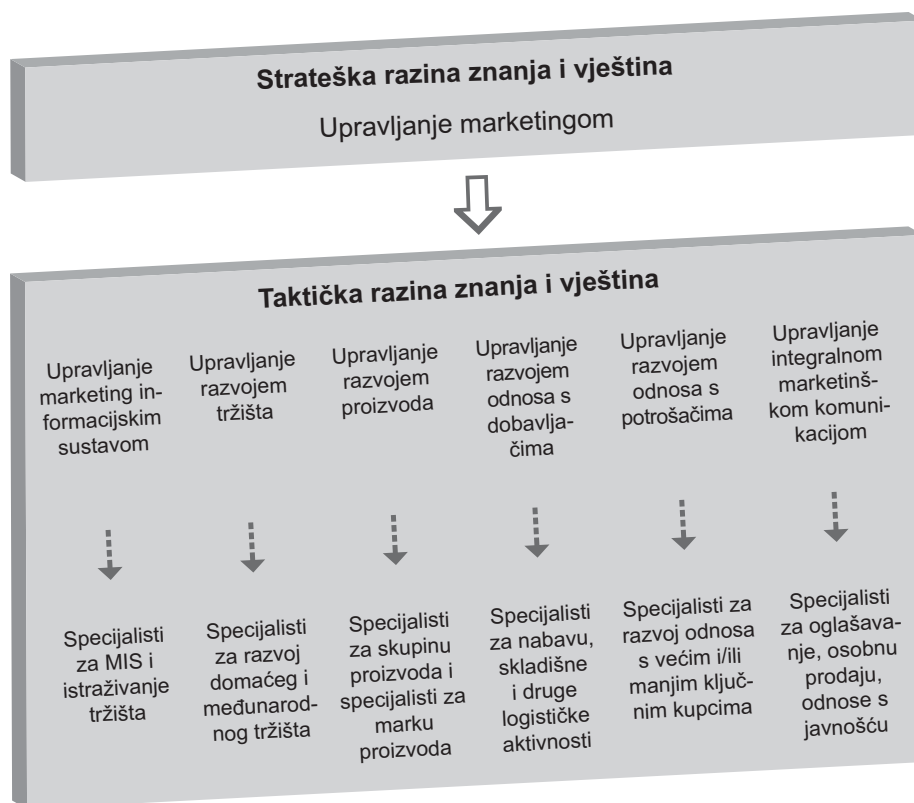 Strateška razina znanja i vještina
Upravljanje marketingom
Taktička razina znanja i vještina
Upravljanje
marketing in-
formacijskim
sustavom
Upravljanje
razvojem
tržišta
Upravljanje
razvojem
proizvoda
Upravljanje
razvojem
odnosa s
dobavlja-
čima
Upravljanje
razvojem
odnosa s
potrošačima
Upravljanje
integralnom
marketinš-
kom komuni-
kacijom
Specijalisti
za MIS i
istraživanje
tržišta
Specijalisti
za razvoj
domaćeg i
međunarod-
nog tržišta
Specijalisti
za skupinu
proizvoda i
specijalisti za
marku
proizvoda
Specijalisti
za nabavu,
skladišne
i druge
logističke
aktivnosti
Specijalisti za
razvoj odnosa
s većim i/ili
manjim ključ-
nim kupcima
Specijalisti
za oglašava-
nje, osobnu
prodaju,
odnose s
javnošću